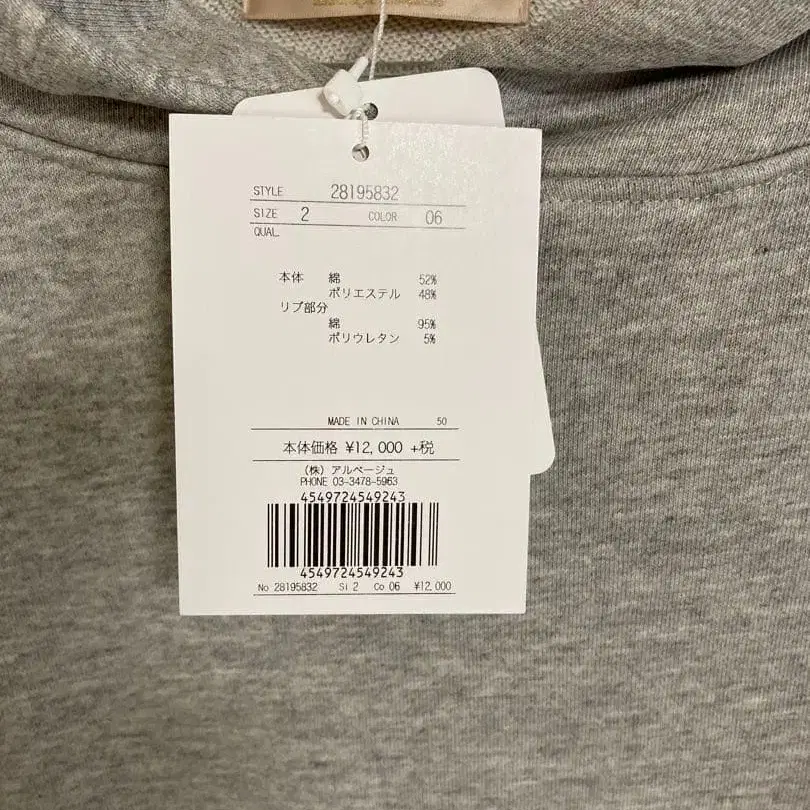 STYLE 28195832
SIZE 2 COLOR 06
QUAL.
本体 綿 52%
ポリエステル 48%
リブ部分
綿 95%
ポリウレタン 5%
MADE IN CHINA 50
本体価格 ¥12,000 +税
(株) アルページュ
PHONE 03-3478-5963
4549724549243
4549724549243
No 28195832 Si 2 Co 06 ¥12,000